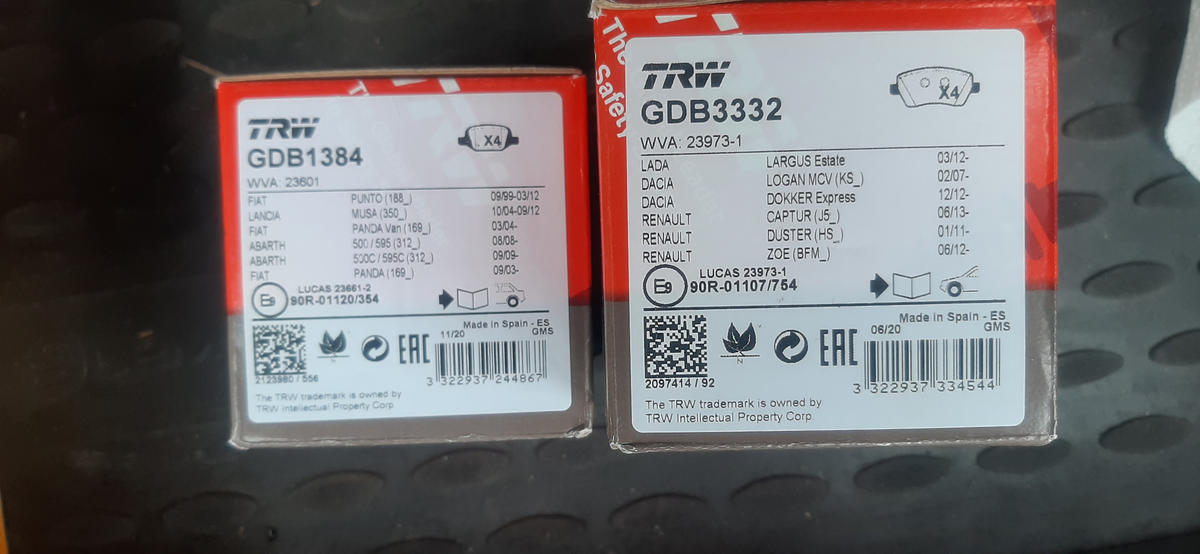 TRW
GDB1384
X4
WVA: 23601
FIAT PUNTO (188_) 09/99-03/12
LANCIA MUSA (350_) 10/04-09/12
FIAT PANDA Van (169_) 03/04-
ABARTH 500 / 595 (312_) 08/08-
ABARTH 500C / 595C (312_) 09/09-
FIAT PANDA (169_) 09/03-
E9
LUCAS 23661-2
90R-01120/354
Made in Spain - ES
11/20 GMS
N
EAC
2123980 / 556
3 322937 244867
The TRW trademark is owned by
TRW Intellectual Property Corp.
The
Safety
TRW
GDB3332
X4
WVA: 23973-1
LADA LARGUS Estate 03/12-
DACIA LOGAN MCV (KS_) 02/07-
DACIA DOKKER Express 12/12-
RENAULT CAPTUR (J5_) 06/13-
RENAULT DUSTER (HS_) 01/11-
RENAULT ZOE (BFM_) 06/12-
E9
LUCAS 23973-1
90R-01107/754
Made in Spain - ES
06/20 GMS
N
EAC
2097414 / 92
3 322937 334544
The TRW trademark is owned by
TRW Intellectual Property Corp.